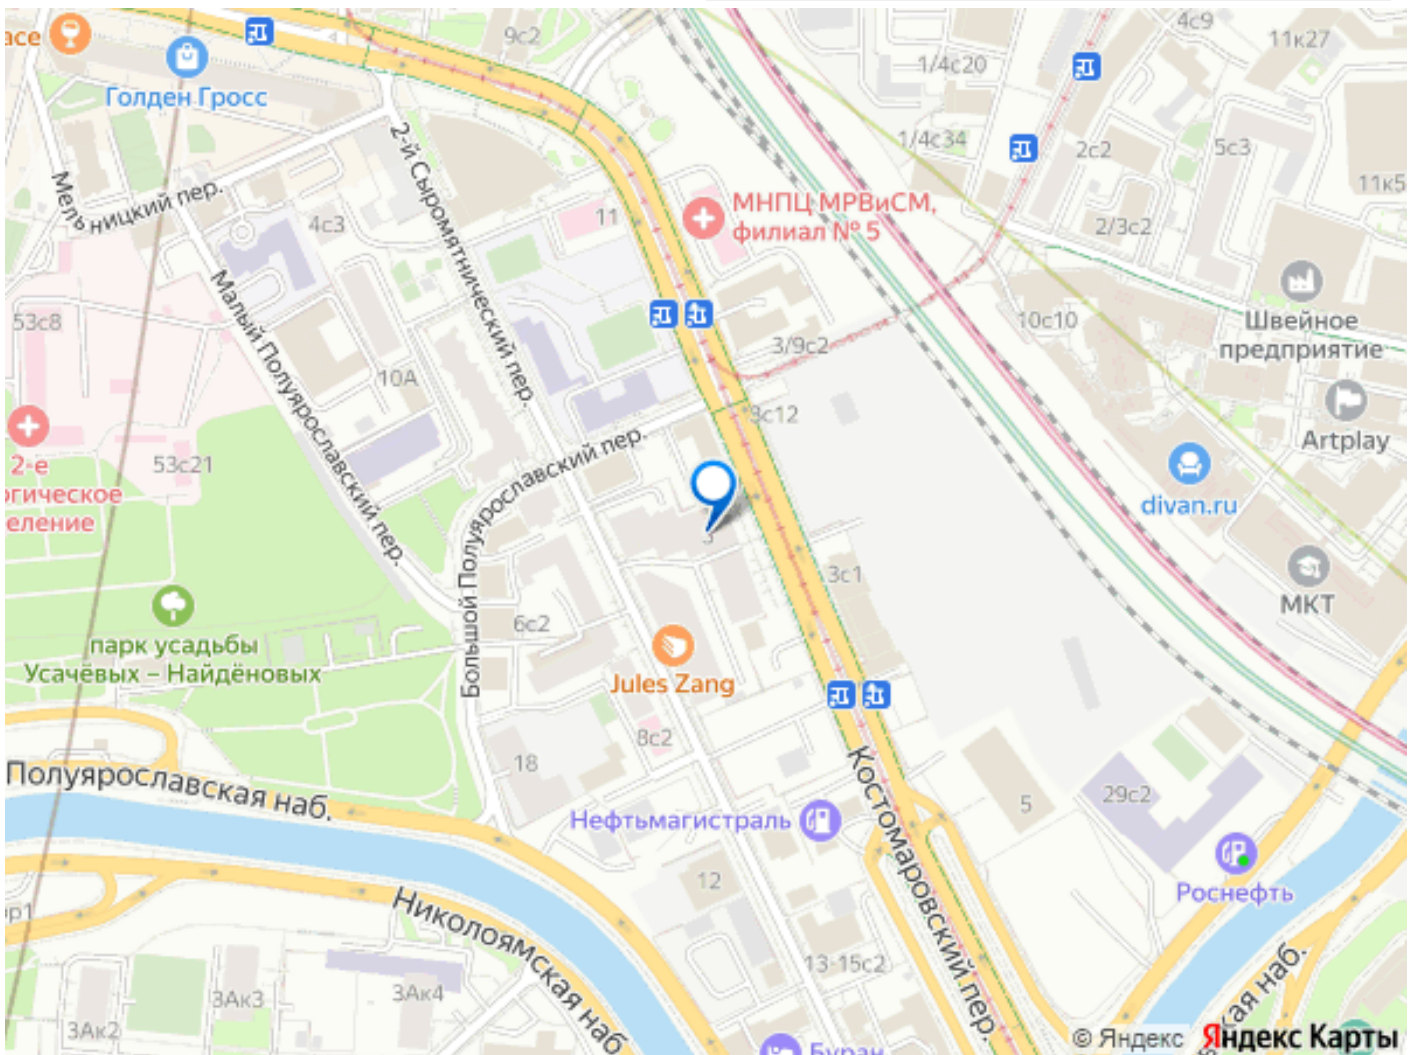 9с2
4с9
11к27
Голден Гросс
1/4с20
1/4с34
2с2
5с3
11к5
Мельницкий пер.
2-й Сыромятнический пер.
4с3
11
МНПЦ МРВиСМ,
филиал № 5
2/3с2
Малый Полуярославский пер.
53с8
10А
3/9с2
10с10
Швейное
предприятие
3с12
Artplay
Большой Полуярославский пер.
2-е
53с21
divan.ru
3с1
МКТ
6с2
парк усадьбы
Усачёвых – Найдёновых
Jules Zang
8с2
18
Полуярославская наб.
Костомаровский пер.
5
29с2
Нефтьмагистраль
12
Роснефть
Николоямская наб
13-15с2
3Ак3
3Ак4
3Ак2
Буран
© Яндекс Яндекс Карты